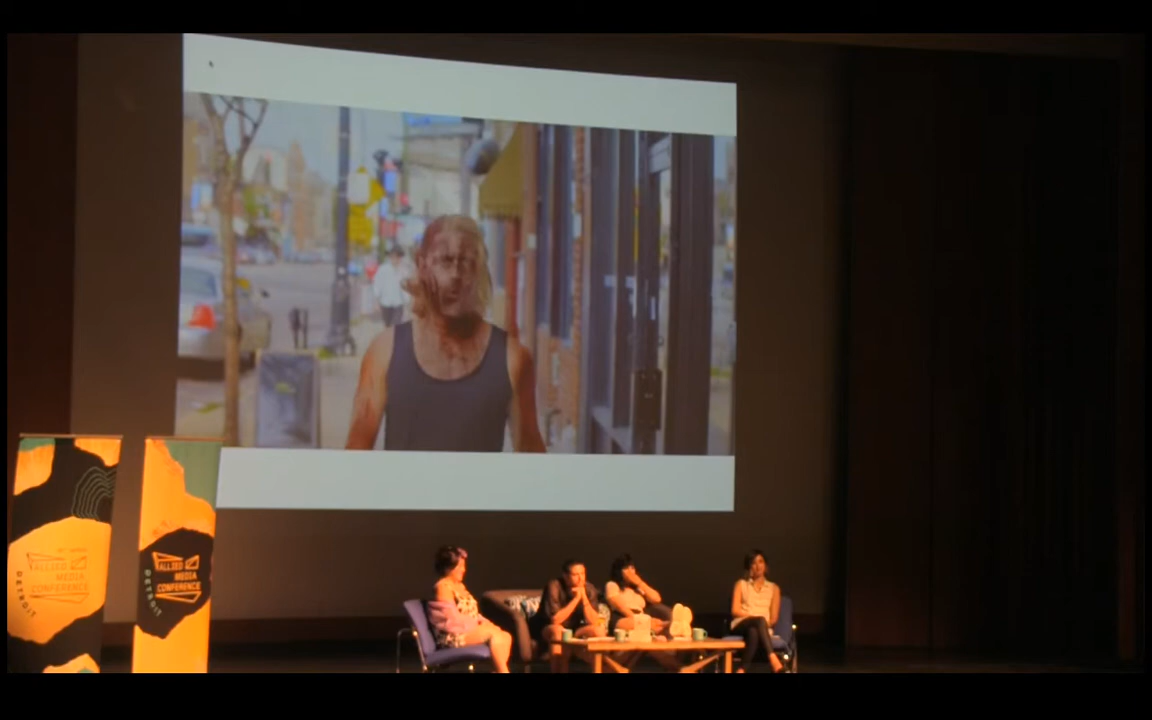 ALLIED
MEDIA
CONFERENCE
DETROIT
ALLIED
MEDIA
CONFERENCE
DETROIT